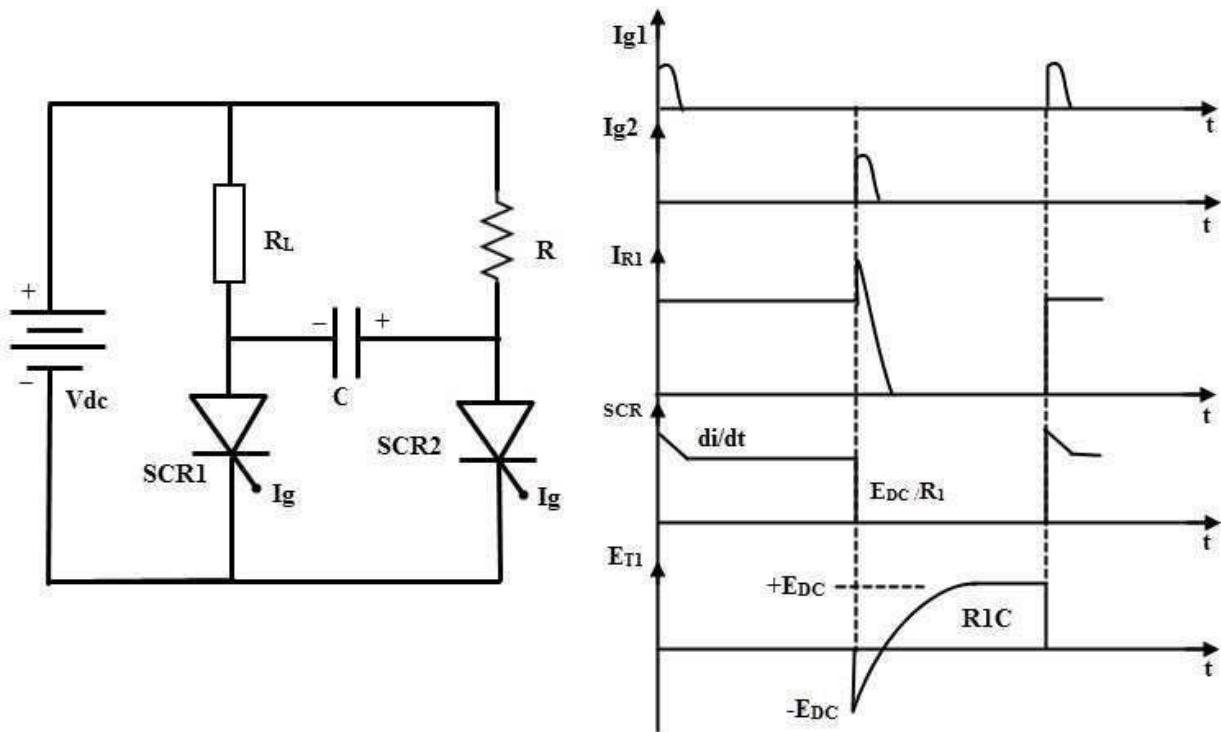 +
−
Vdc
RL
R
− +
C
SCR1
SCR2
Ig
Ig
Ig1
t
Ig2
t
IR1
t
SCR
di/dt
EDC /R1
t
ET1
+EDC
R1C
t
-EDC